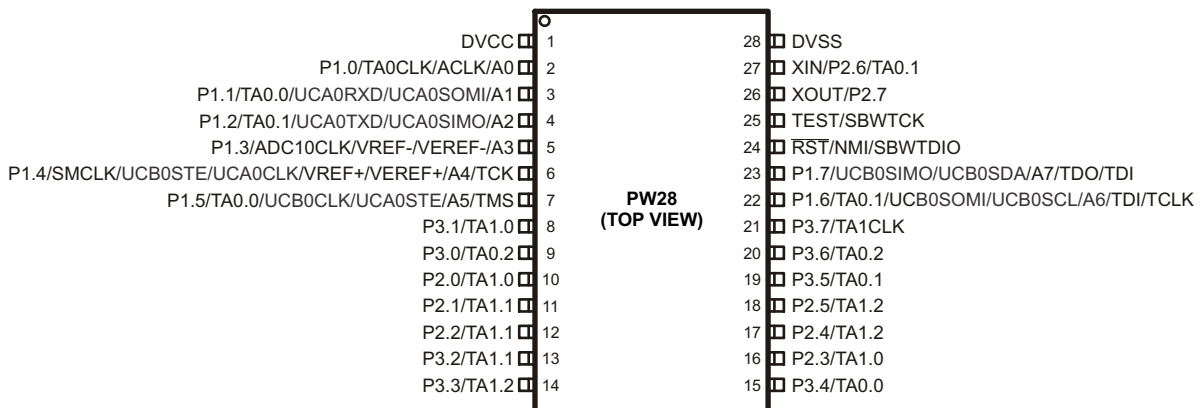 DVCC 1
P1.0/TA0CLK/ACLK/A0 2
P1.1/TA0.0/UCA0RXD/UCA0SOMI/A1 3
P1.2/TA0.1/UCA0TXD/UCA0SIMO/A2 4
P1.3/ADC10CLK/VREF-/VEREF-/A3 5
P1.4/SMCLK/UCB0STE/UCA0CLK/VREF+/VEREF+/A4/TCK 6
P1.5/TA0.0/UCB0CLK/UCA0STE/A5/TMS 7
P3.1/TA1.0 8
P3.0/TA0.2 9
P2.0/TA1.0 10
P2.1/TA1.1 11
P2.2/TA1.1 12
P3.2/TA1.1 13
P3.3/TA1.2 14
PW28
(TOP VIEW)
28 DVSS
27 XIN/P2.6/TA0.1
26 XOUT/P2.7
25 TEST/SBWTCK
24 RST/NMI/SBWTDIO
23 P1.7/UCB0SIMO/UCB0SDA/A7/TDO/TDI
22 P1.6/TA0.1/UCB0SOMI/UCB0SCL/A6/TDI/TCLK
21 P3.7/TA1CLK
20 P3.6/TA0.2
19 P3.5/TA0.1
18 P2.5/TA1.2
17 P2.4/TA1.2
16 P2.3/TA1.0
15 P3.4/TA0.0